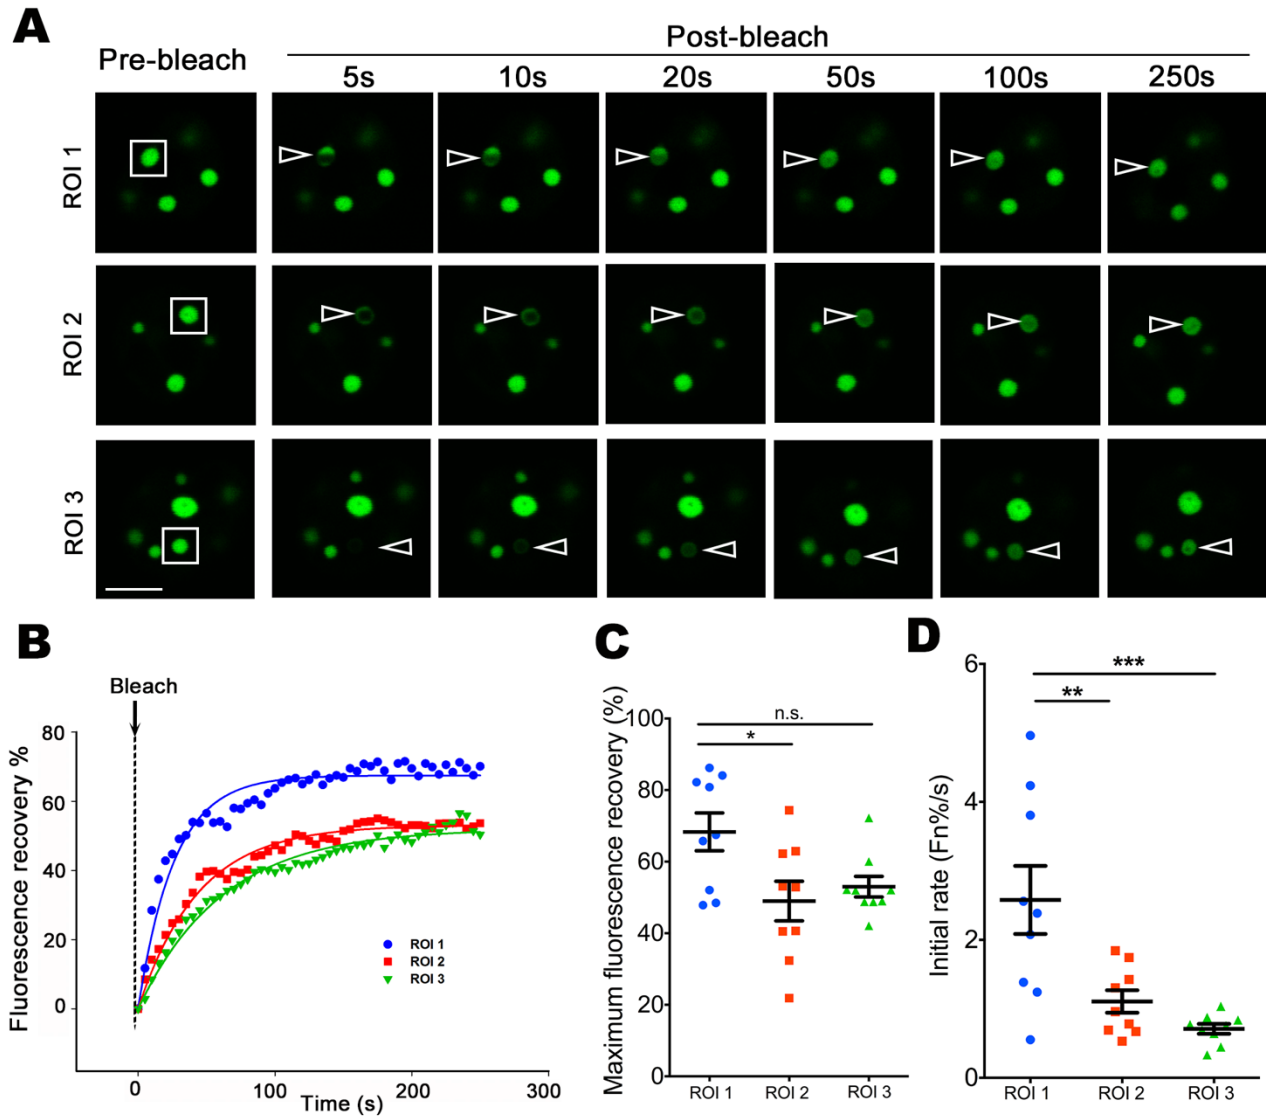 A
Pre-bleach
Post-bleach
5s
10s
20s
50s
100s
250s
ROI 1
ROI 2
ROI 3
B
Bleach
Fluorescence recovery %
80
60
40
20
0
0
100
200
300
Time (s)
ROI 1
ROI 2
ROI 3
C
Maximum fluorescence recovery (%)
100
80
60
40
20
0
n.s.
*
ROI 1
ROI 2
ROI 3
D
Initial rate (Fn%/s)
6
4
2
0
***
**
ROI 1
ROI 2
ROI 3